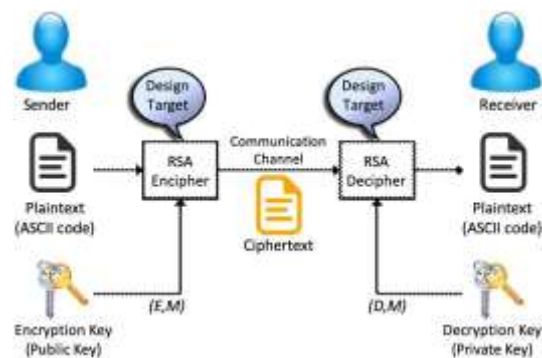 Sender
Design
Target
Design
Target
Receiver
Communication
Channel
RSA
Encipher
RSA
Decipher
Plaintext
(ASCII code)
Ciphertext
Plaintext
(ASCII code)
(E,M)
(D,M)
Encryption Key
(Public Key)
Decryption Key
(Private Key)